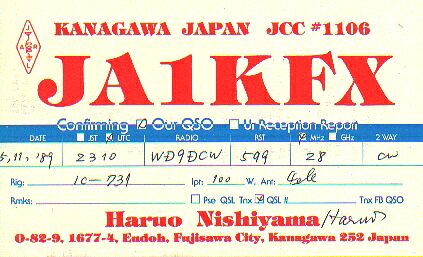 KANAGAWA JAPAN JCC #1106
JARL
JA1KFX
Confirming ☑ Our QSO ☐ Ur Reception Report
DATE ☐ JST ☑ UTC RADIO RST ☑ MHz ☐ GHz 2 WAY
5, 11, '89 2310 WD9DCW 599 28 CW
Rig: IC-731 Ipt: 100 W, Ant:
Rmks: ☐ Pse QSL Tnx ☑ QSL # Tnx FB QSO
Haruo Nishiyama / Haruo
O-82-9, 1677-4, Endoh, Fujisawa City, Kanagawa 252 Japan